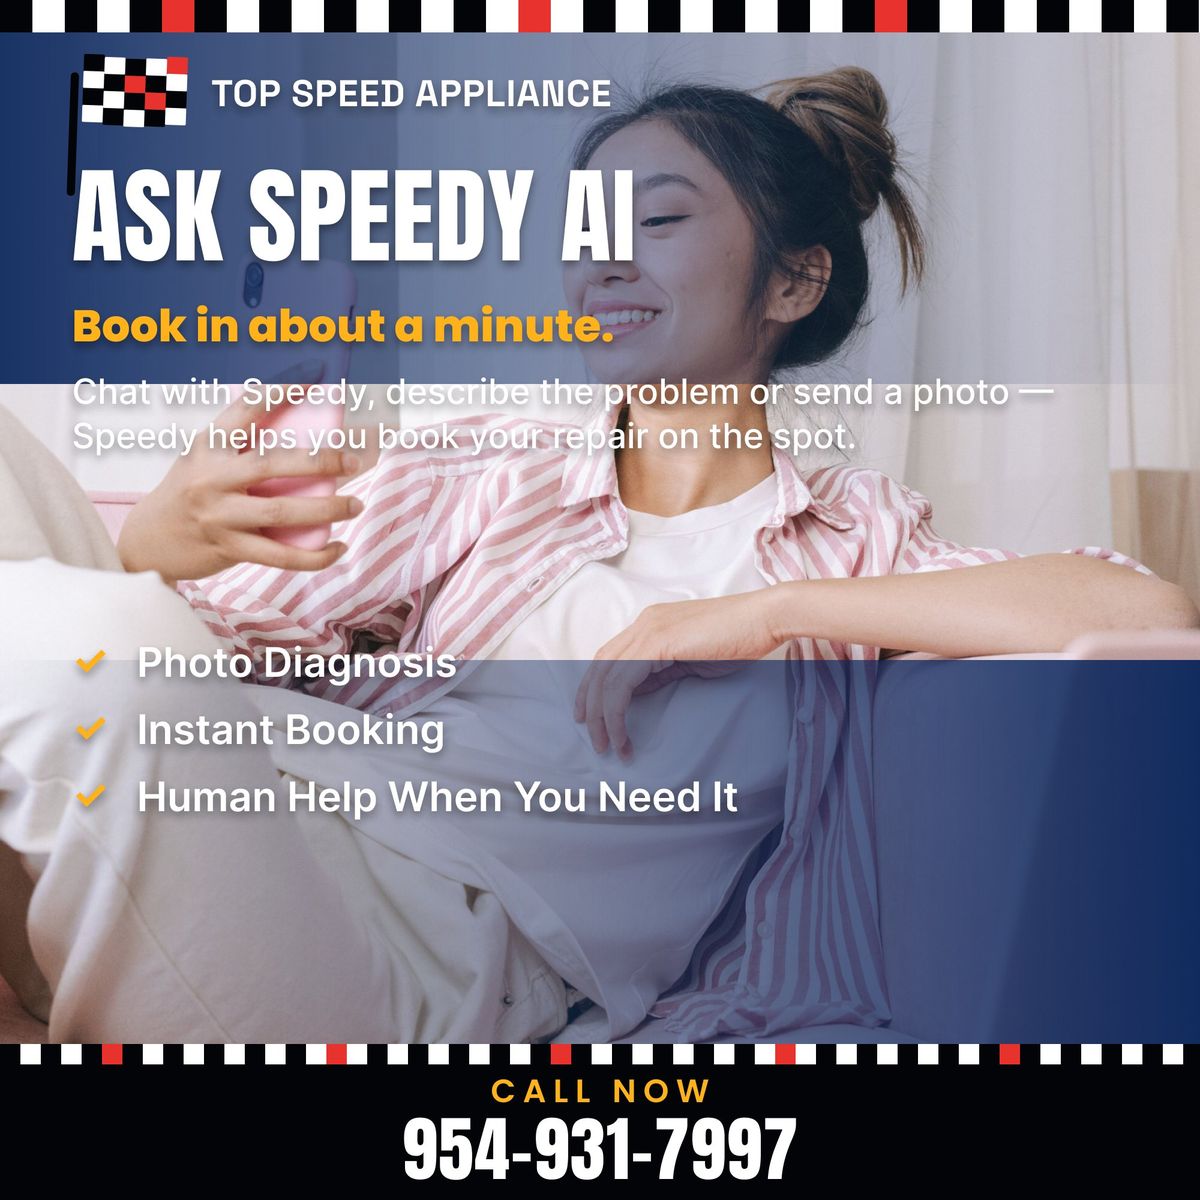 TOP SPEED APPLIANCE
ASK SPEEDY AI
Book in about a minute.
Chat with Speedy, describe the problem or send a photo —
Speedy helps you book your repair on the spot.
Photo Diagnosis
Instant Booking
Human Help When You Need It
CALL NOW
954-931-7997